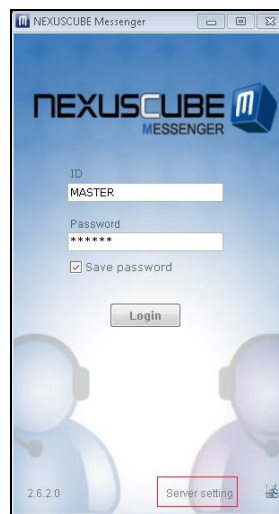 NEXUSCUBE Messenger
NEXUSCUBE
MESSENGER
ID
MASTER
Password
******
Save password
Login
2.6.2.0
Server setting